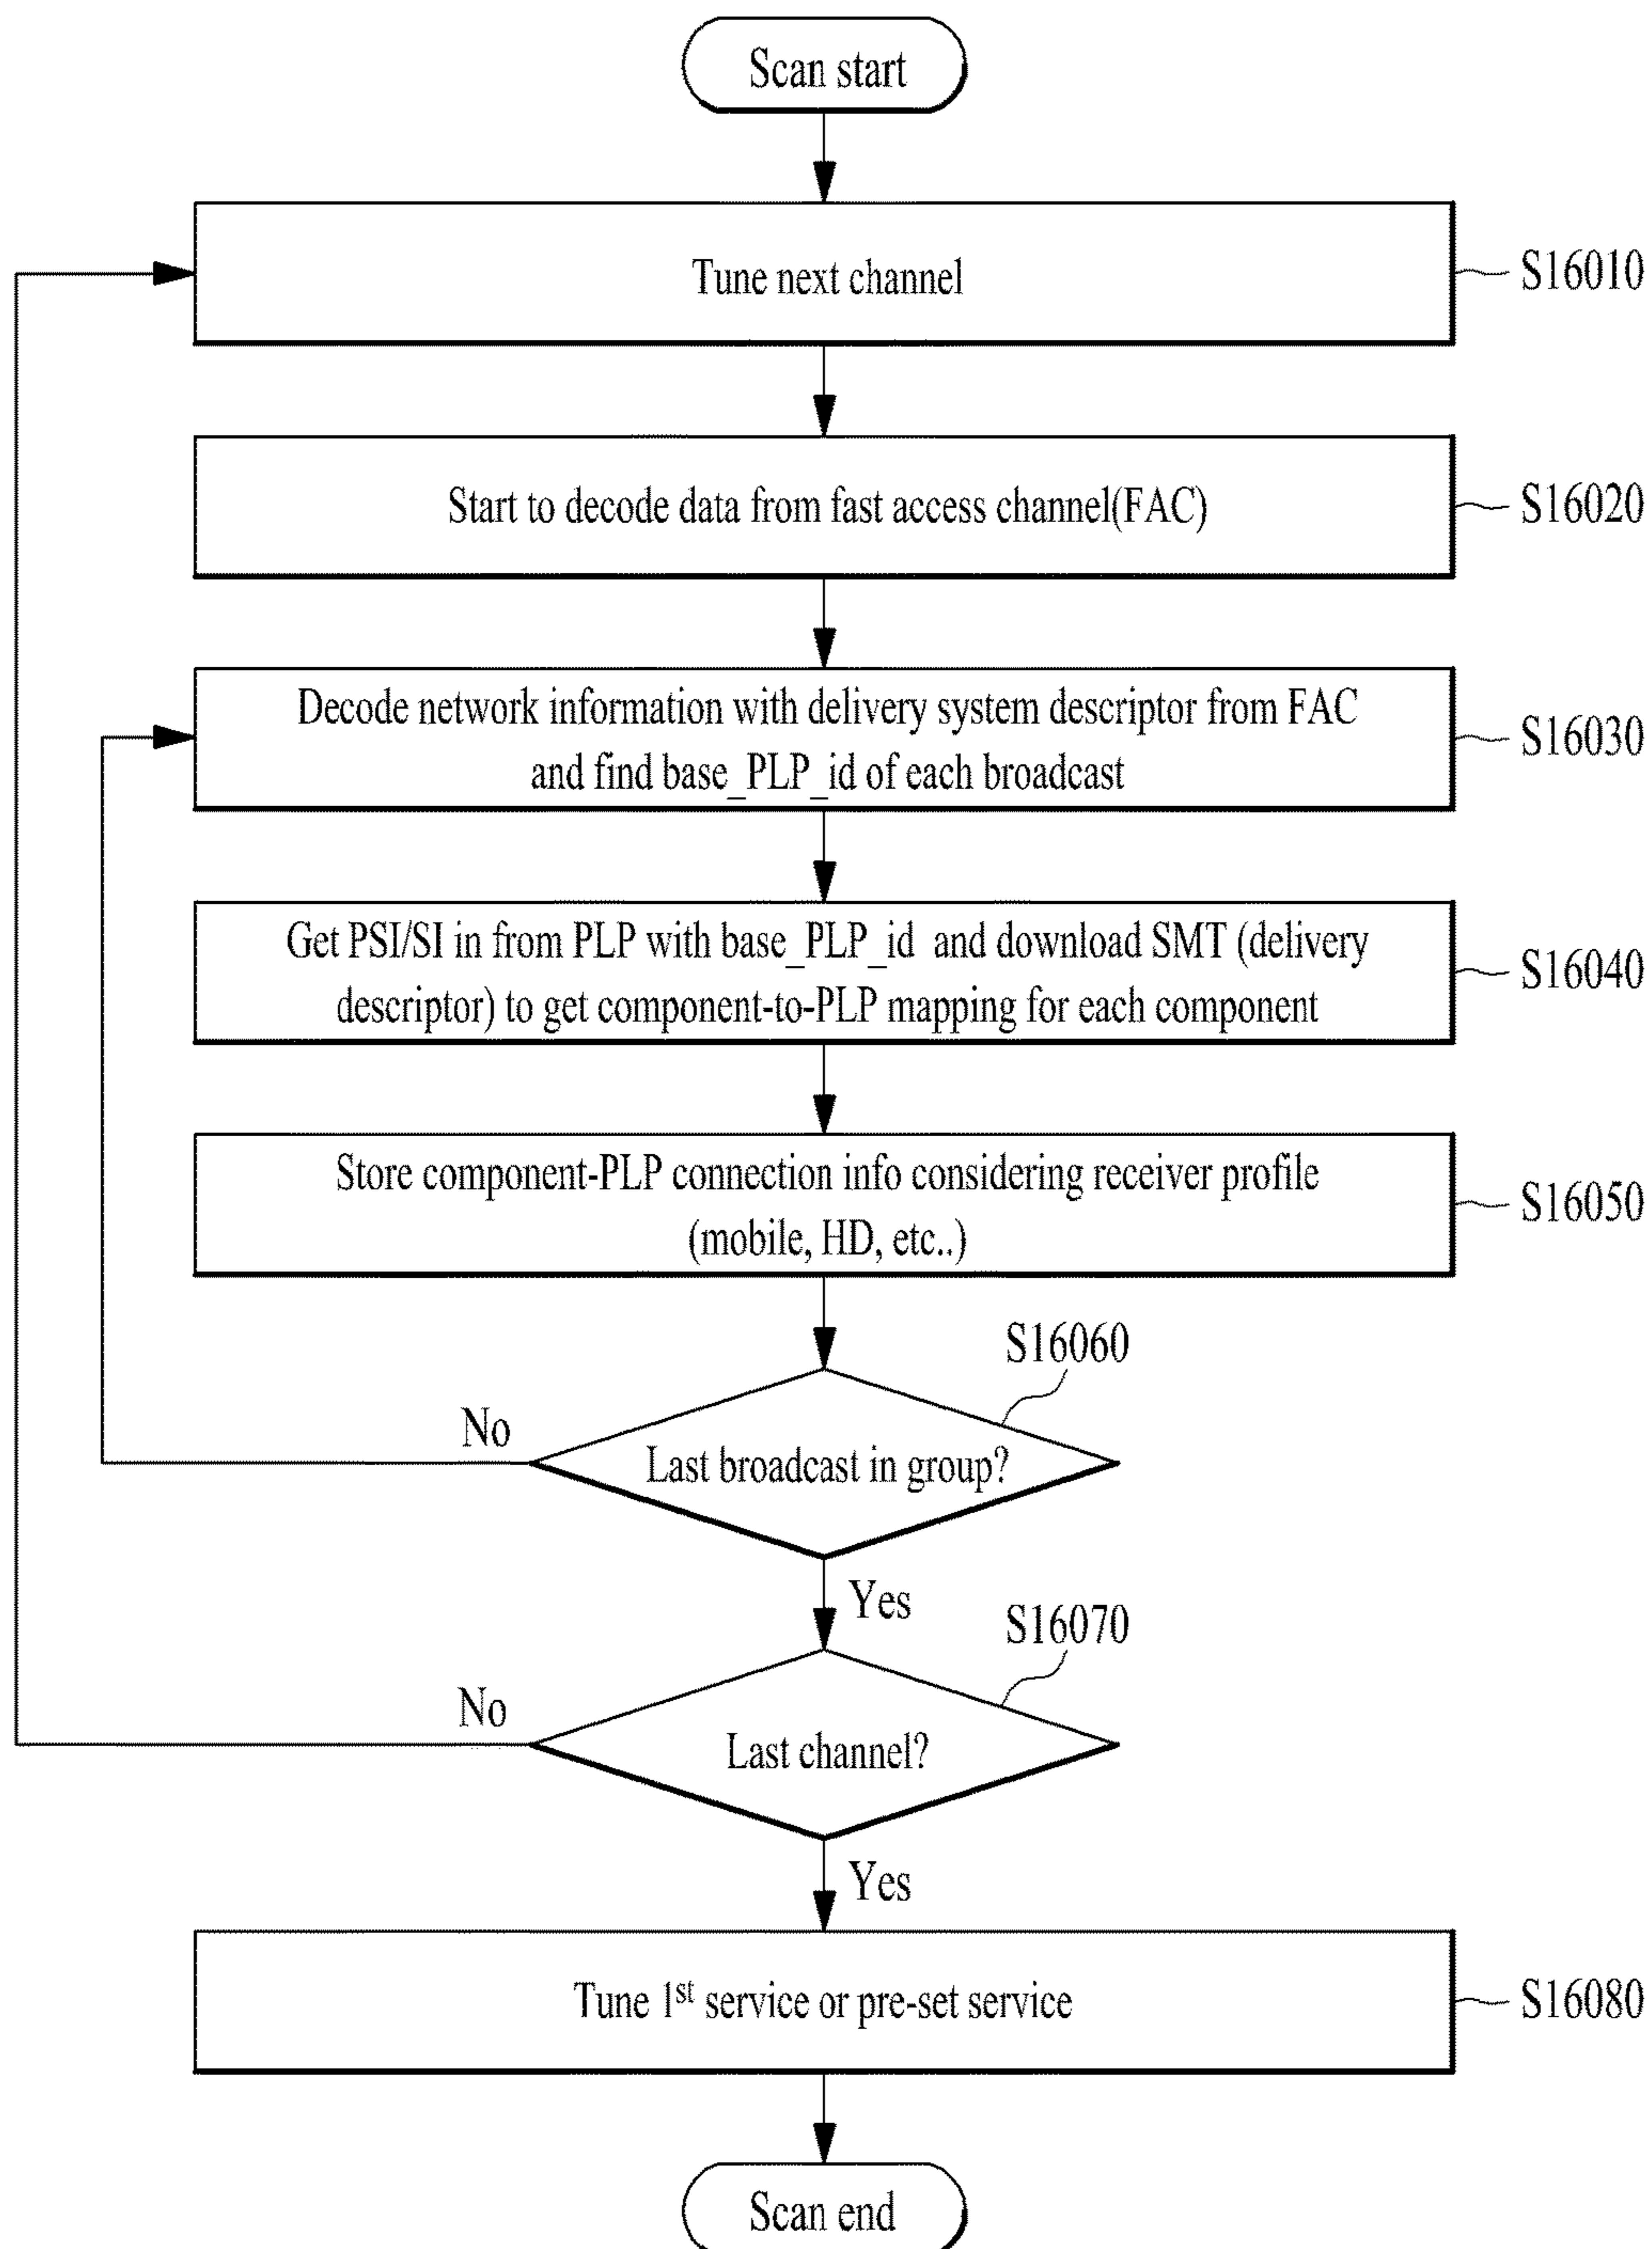 Scan start
Tune next channel
S16010
Start to decode data from fast access channel(FAC)
S16020
Decode network information with delivery system descriptor from FAC
and find base_PLP_id of each broadcast
S16030
Get PSI/SI in from PLP with base_PLP_id and download SMT (delivery
descriptor) to get component-to-PLP mapping for each component
S16040
Store component-PLP connection info considering receiver profile
(mobile, HD, etc..)
S16050
S16060
No
Last broadcast in group?
Yes
S16070
No
Last channel?
Yes
Tune 1st service or pre-set service
S16080
Scan end